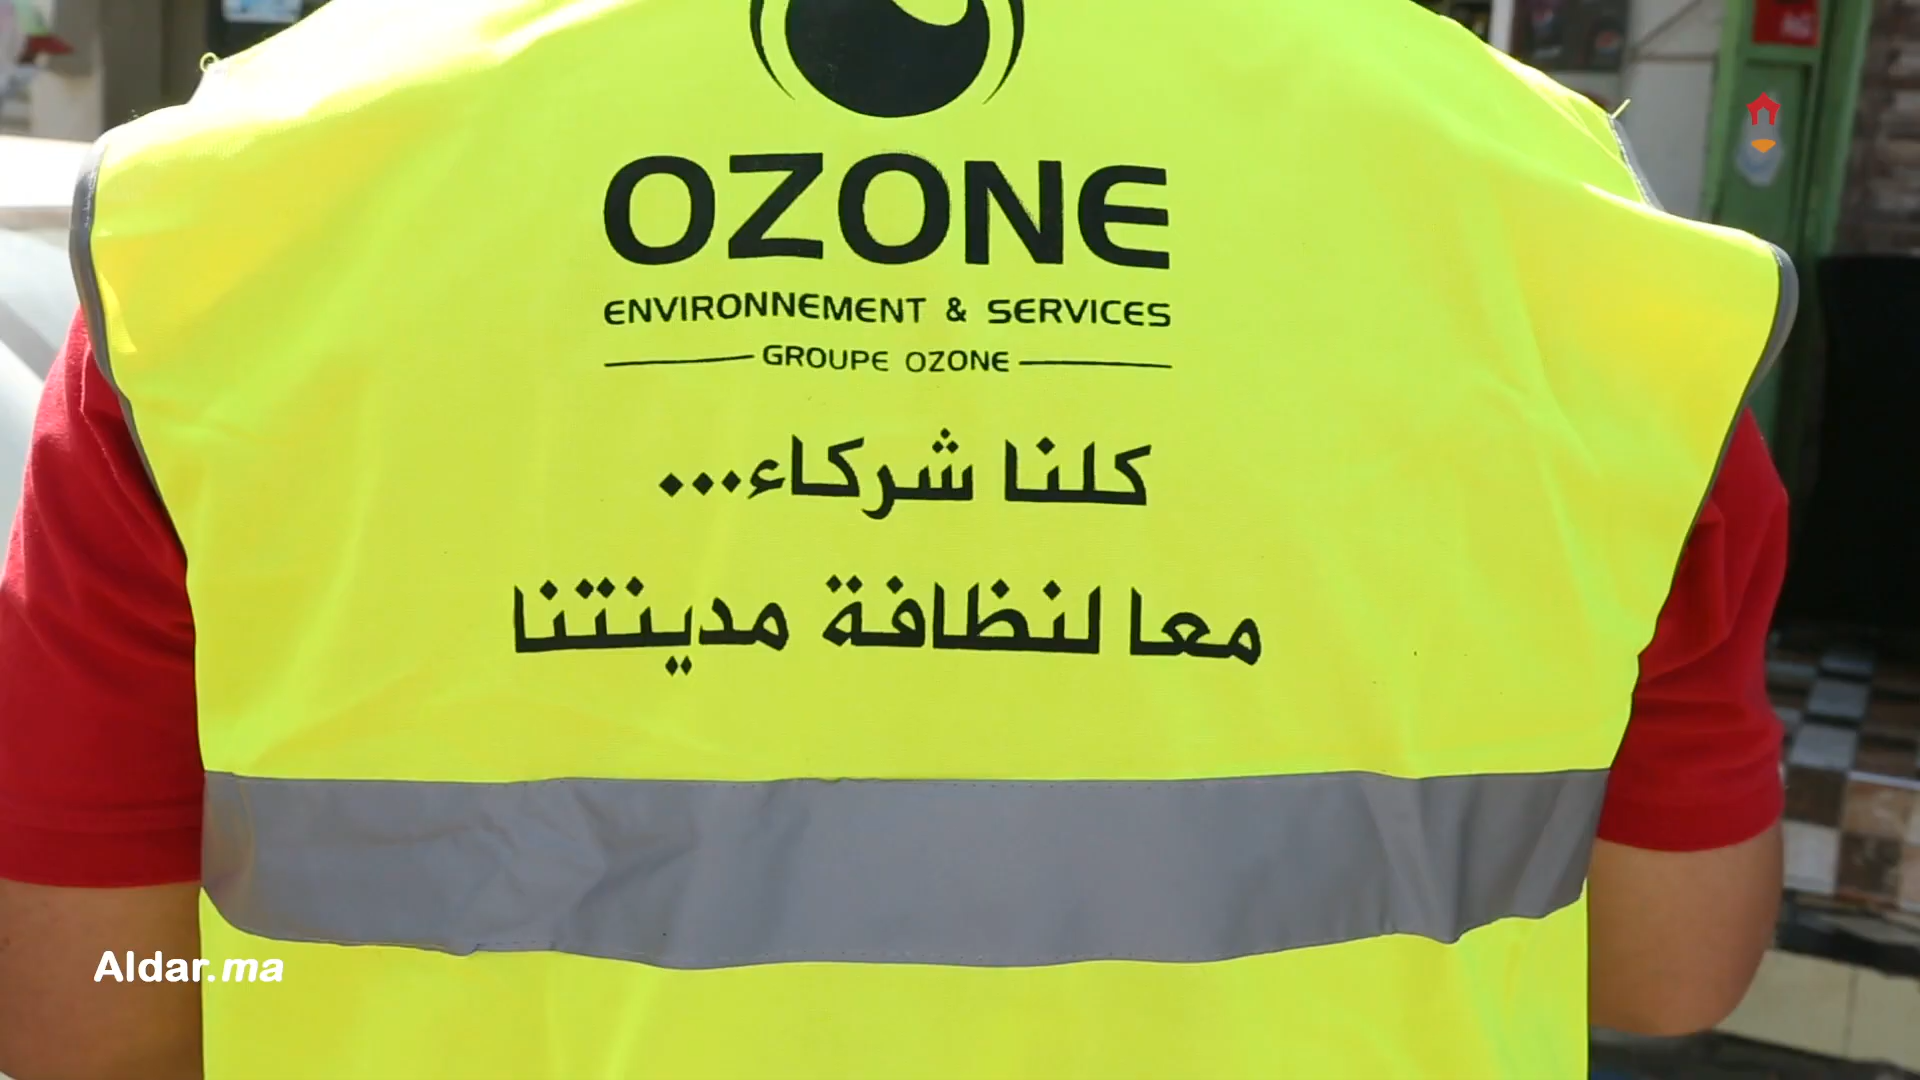 OZONE
ENVIRONNEMENT & SERVICES
GROUPE OZONE
كلنا شركاء...
معا لنظافة مدينتنا
Aldar.ma